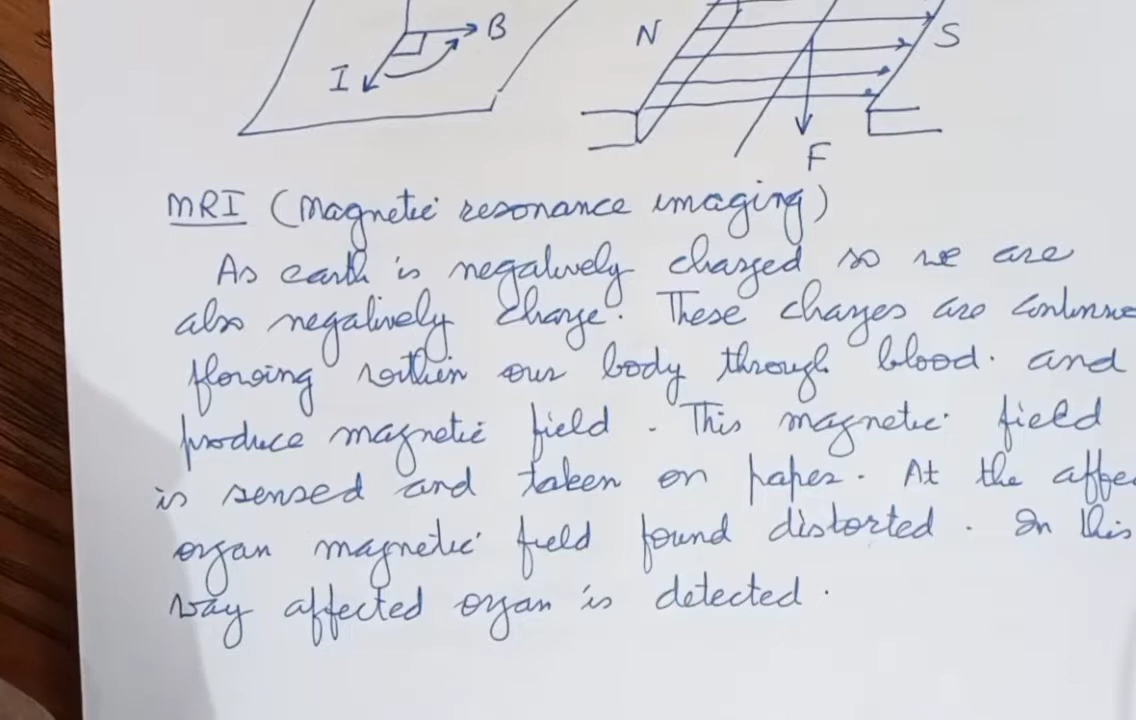 B
I
N
S
F
MRI (Magnetic resonance imaging)
As earth is negatively charged so we are
also negatively charge. These charges are
flowing within our body through blood. and
produce magnetic field. This magnetic field
is sensed and taken on paper. At the affe
organ magnetic field found distorted. In this
way affected organ is detected.